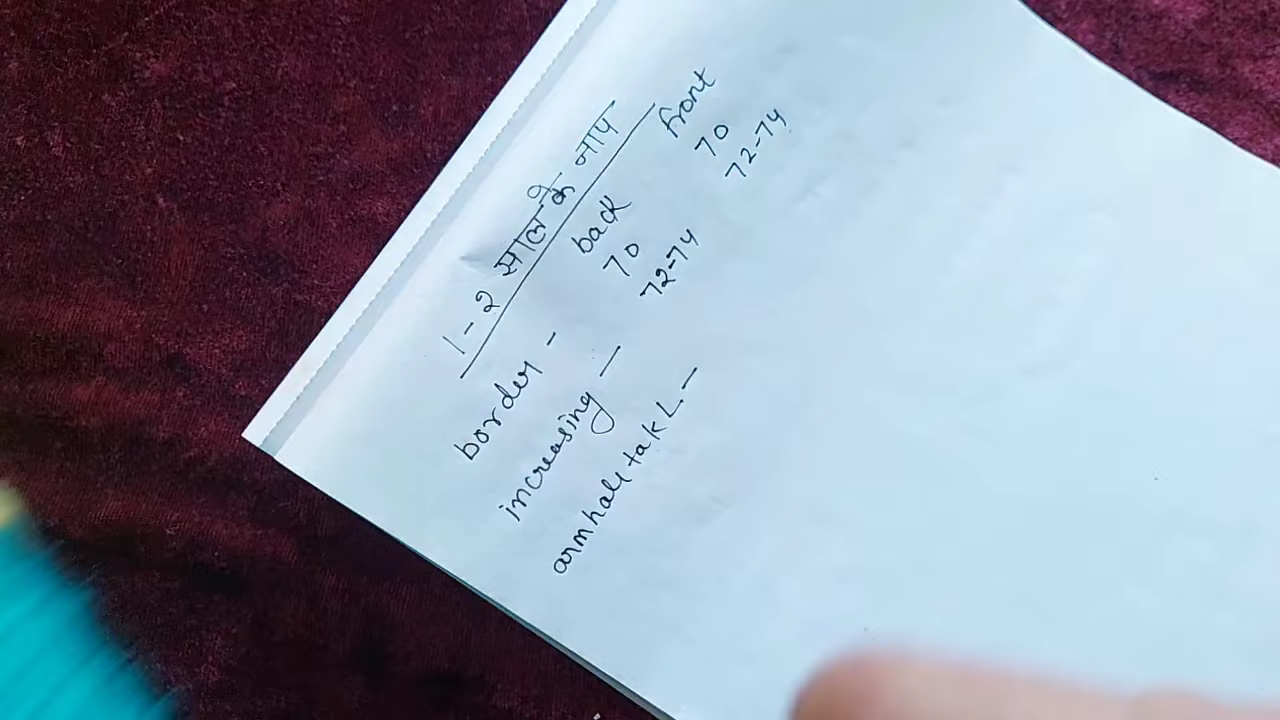 1-2 साल के नाप
back front
border - 70 70
increasing - 72-74 72-74
armhall tak L. -